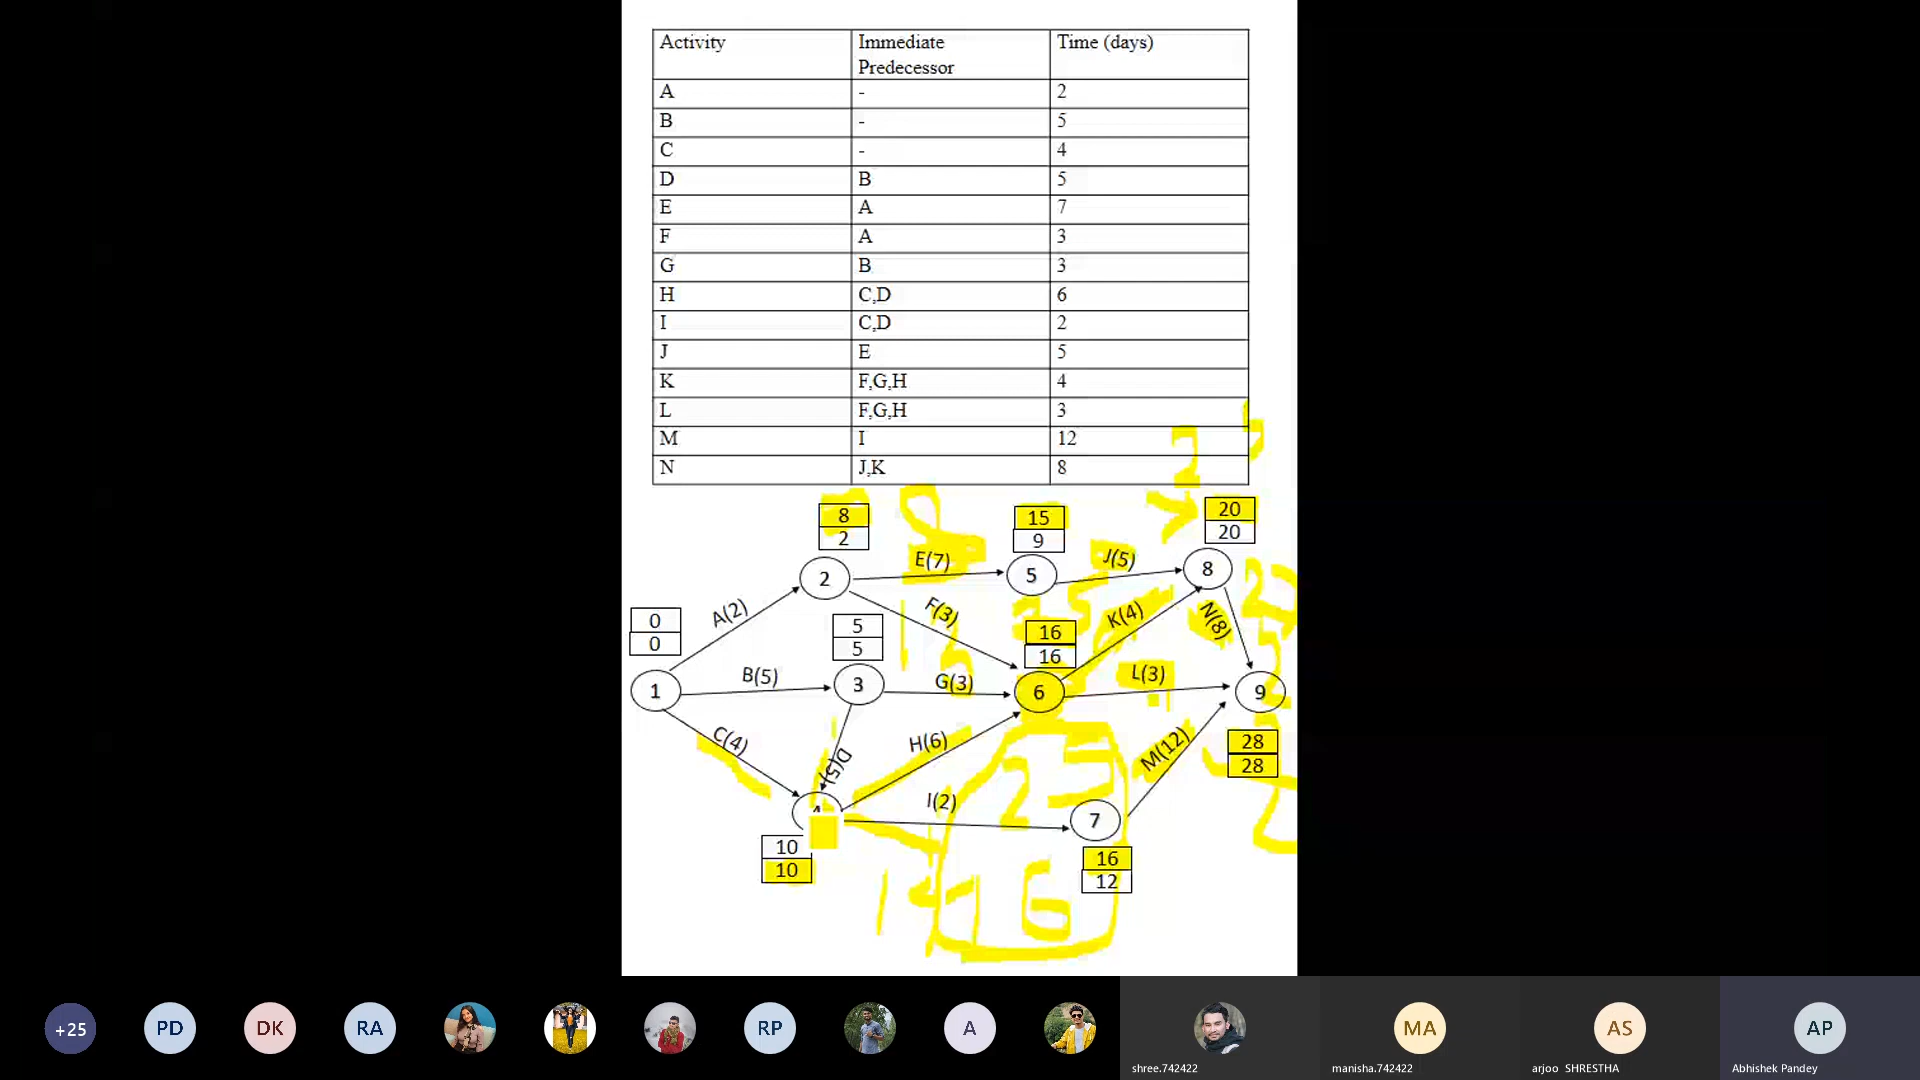 Activity Immediate Predecessor Time (days)
A - 2
B - 5
C - 4
D B 5
E A 7
F A 3
G B 3
H C,D 6
I C,D 2
J E 5
K F,G,H 4
L F,G,H 3
M I 12
N J,K 8
8
2
15
9
20
20
2
E(7)
5
J(5)
8
A(2)
F(3)
K(4)
N(8)
0
0
5
5
16
16
1
B(5)
3
G(3)
6
L(3)
9
C(4)
D(5)
H(6)
M(12)
28
28
I(2)
7
10
10
16
12
16
+25
PD
DK
RA
RP
A
MA
AS
AP
shree.742422
manisha.742422
arjoo SHRESTHA
Abhishek Pandey